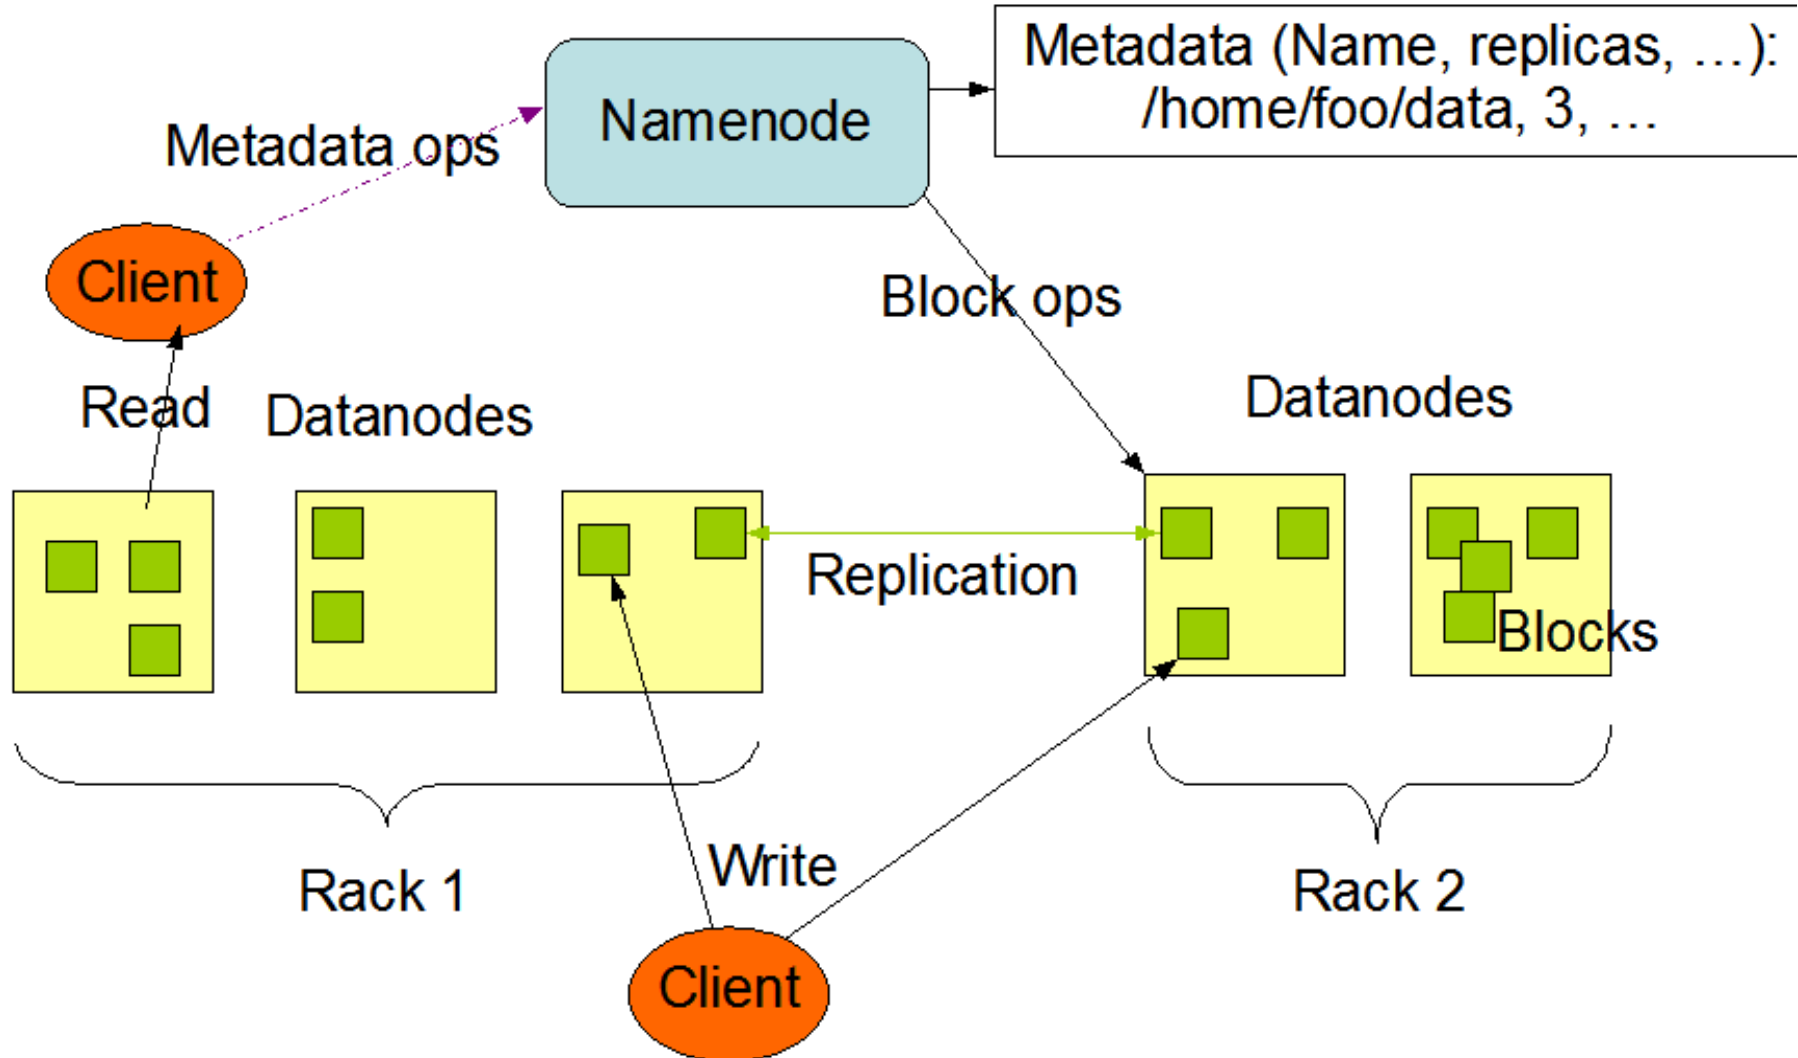 Metadata (Name, replicas, …):
/home/foo/data, 3, …
Namenode
Metadata ops
Client
Block ops
Read
Datanodes
Datanodes
Replication
Blocks
Write
Rack 1
Rack 2
Client